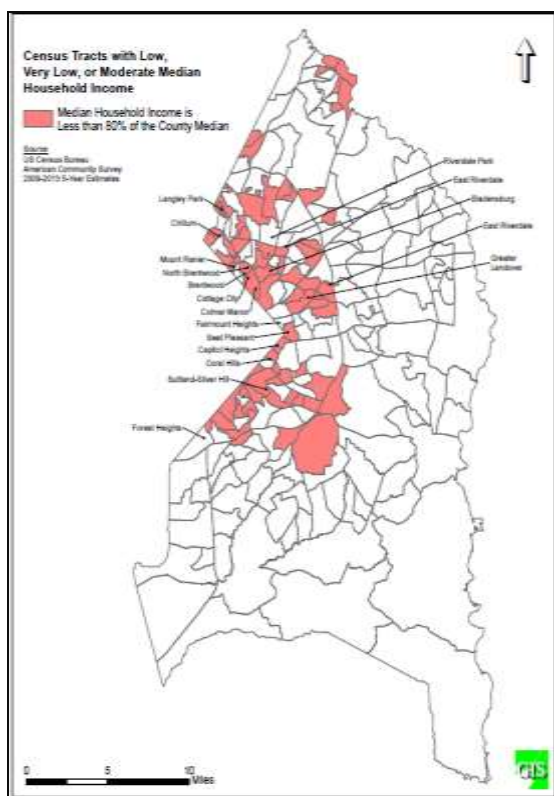 Census Tracts with Low,
Very Low, or Moderate Median
Household Income
Median Household Income is
Less than 80% of the County Median
Source
US Census Bureau
American Community Survey
2009-2013 5-Year Estimates
Riverdale Park
East Riverdale
Bladensburg
East Riverdale
Greater
Landover
Langley Park
Chillum
Mount Rainier
North Brentwood
Brentwood
Cottage City
Colmar Manor
Fairmount Heights
Seat Pleasant
Capitol Heights
Coral Hills
Suitland-Silver Hill
Forest Heights
0 5 10
Miles
GIS